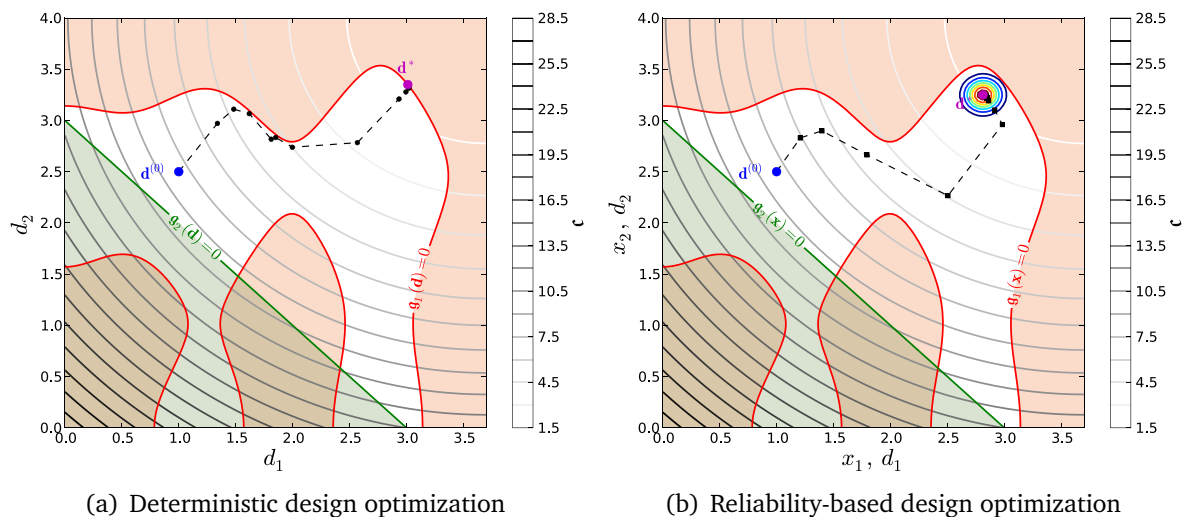 4.0
3.5
3.0
2.5
2.0
1.5
1.0
0.5
0.0
d₂
0.0 0.5 1.0 1.5 2.0 2.5 3.0 3.5
d₁
d⁽⁰⁾
d*
g₂(d)=0
g₁(d)=0
28.5
25.5
22.5
19.5
16.5
13.5
10.5
7.5
4.5
1.5
c
(a) Deterministic design optimization
4.0
3.5
3.0
2.5
2.0
1.5
1.0
0.5
0.0
x₂, d₂
0.0 0.5 1.0 1.5 2.0 2.5 3.0 3.5
x₁, d₁
d⁽⁰⁾
d*
g₂(x)=0
g₁(x)=0
28.5
25.5
22.5
19.5
16.5
13.5
10.5
7.5
4.5
1.5
c
(b) Reliability-based design optimization